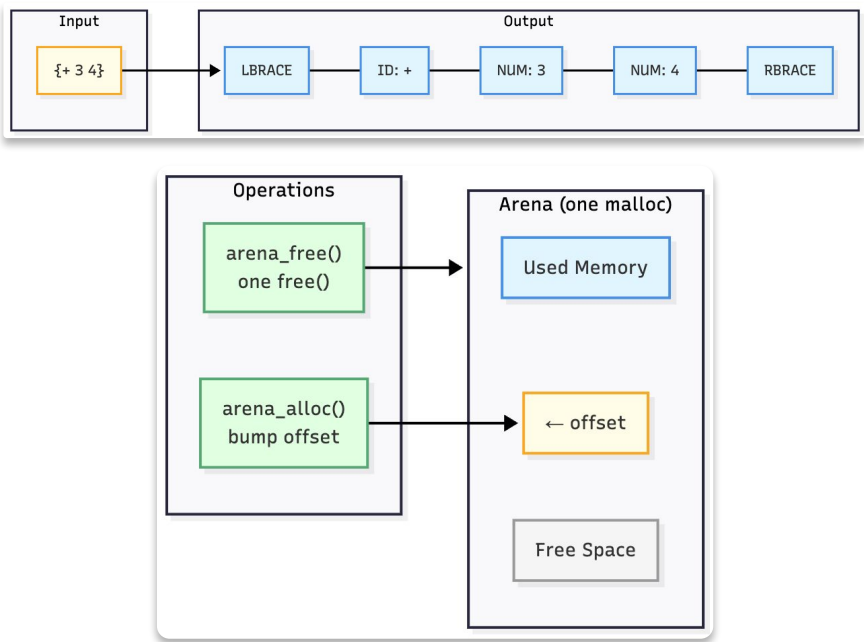 Input
Output
{+ 3 4}
LBRACE
ID: +
NUM: 3
NUM: 4
RBRACE
Operations
arena_free()
one free()
arena_alloc()
bump offset
Arena (one malloc)
Used Memory
← offset
Free Space